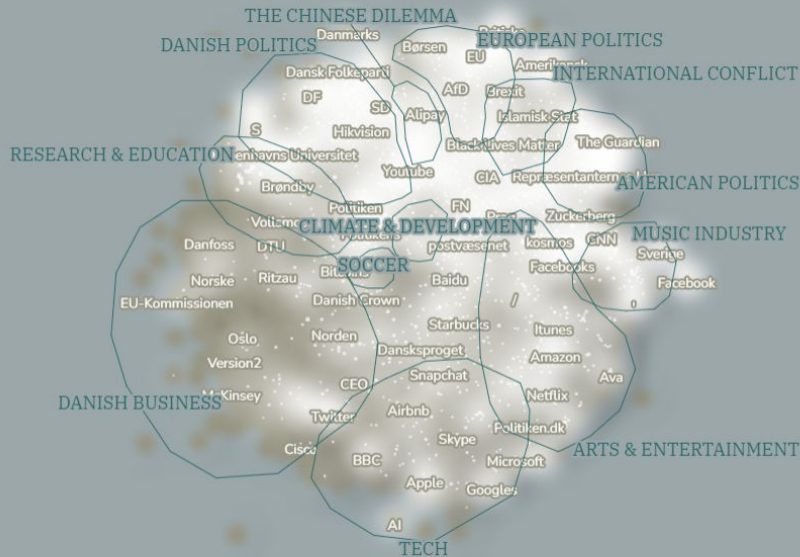 THE CHINESE DILEMMA
Danmarks
DANISH POLITICS
Børsen
EU
EUROPEAN POLITICS
Dansk Folkeparti
INTERNATIONAL CONFLICT
DF
SD
AfD
Brexit
Alipay
Islamisk Stat
S
Hikvision
Black Lives Matter
The Guardian
RESEARCH & EDUCATION
Universitet
Youtube
CIA
AMERICAN POLITICS
Brøndby
Politiken
FN
Zuckerberg
CLIMATE & DEVELOPMENT
MUSIC INDUSTRY
Danfoss
DTU
postvæsenet
kosmos
CNN
Sverige
SOCCER
Facebooks
Norske
Ritzau
Baidu
Facebook
EU-Kommissionen
Danish Crown
/
Oslo
Norden
Starbucks
Itunes
Version2
Dansksproget
Amazon
CEO
Snapchat
Ava
McKinsey
Netflix
DANISH BUSINESS
Twitter
Airbnb
Politiken.dk
Cisco
Skype
ARTS & ENTERTAINMENT
BBC
Microsoft
Apple
Googles
AI
TECH